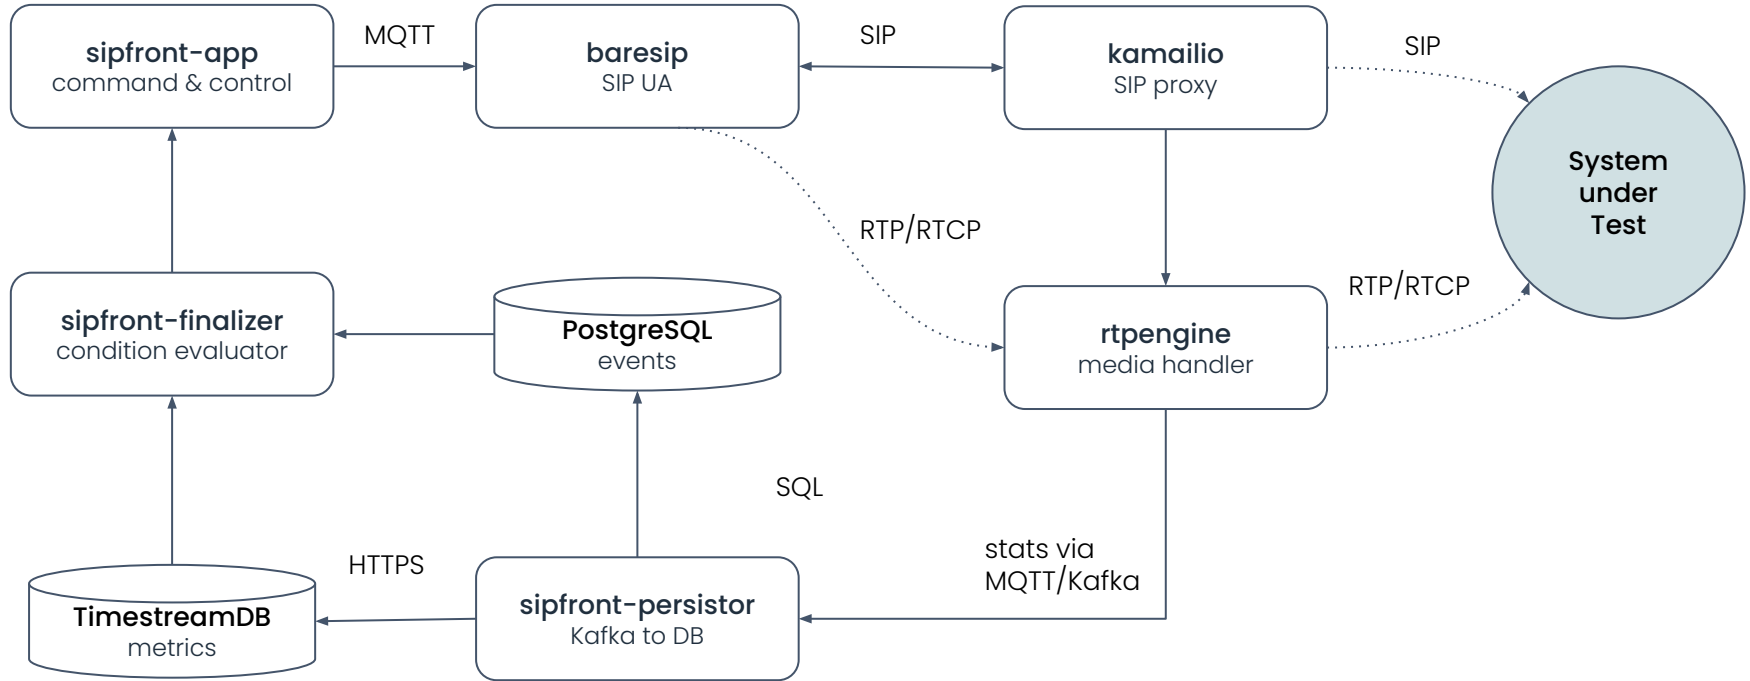 sipfront-app
command & control
MQTT
baresip
SIP UA
SIP
kamailio
SIP proxy
SIP
System
under
Test
RTP/RTCP
RTP/RTCP
sipfront-finalizer
condition evaluator
PostgreSQL
events
rtpengine
media handler
SQL
stats via
MQTT/Kafka
HTTPS
TimestreamDB
metrics
sipfront-persistor
Kafka to DB